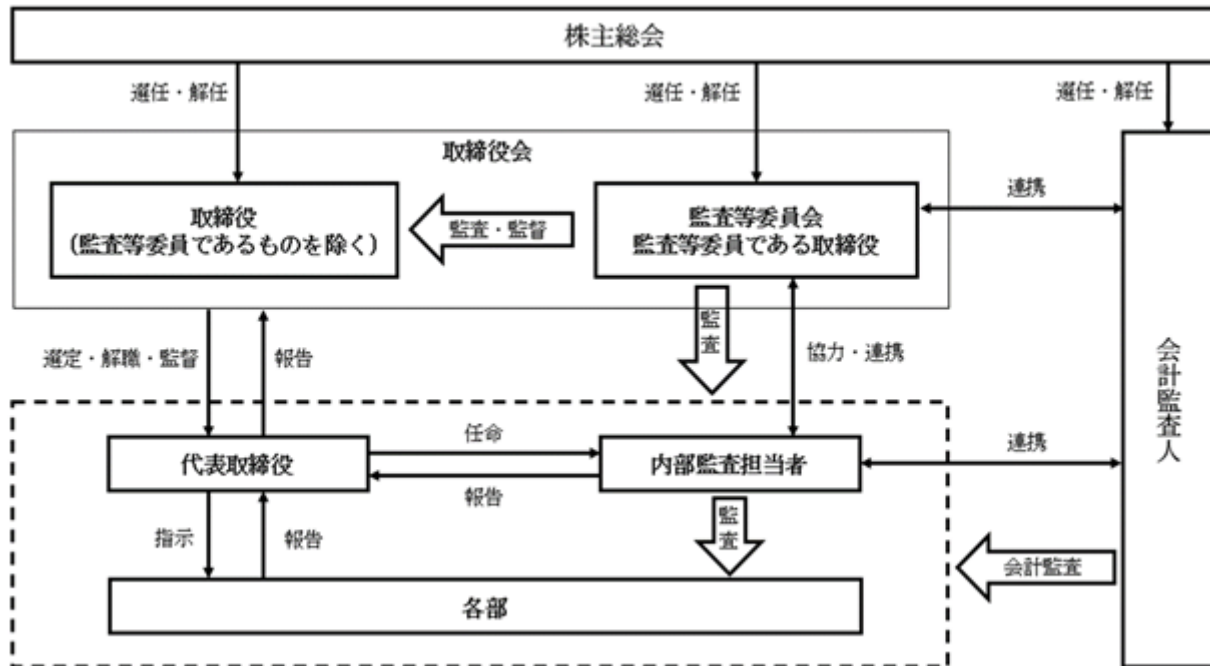 株主総会
選任・解任
選任・解任
選任・解任
取締役会
取締役
（監査等委員であるものを除く）
監査・監督
監査等委員会
監査等委員である取締役
連携
選定・解職・監督
報告
監査
協力・連携
会計監査人
代表取締役
任命
報告
内部監査担当者
連携
指示
報告
監査
会計監査
各部